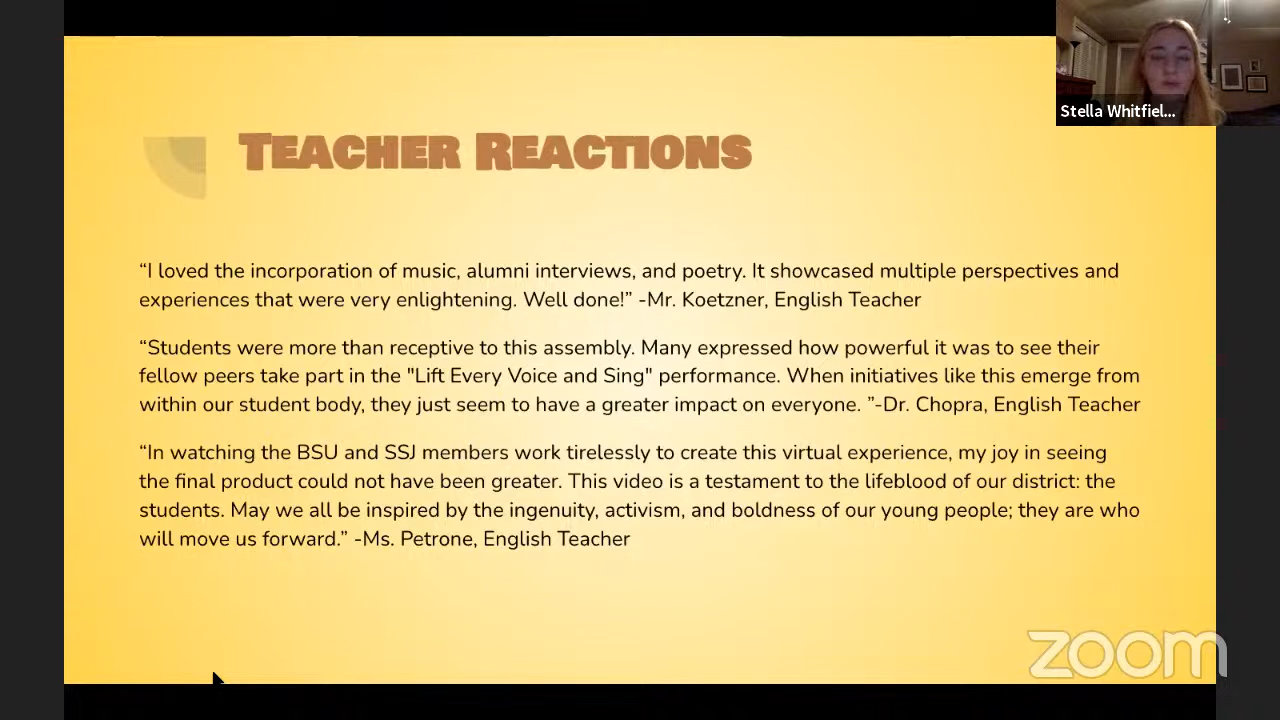 Stella Whitfiel...
TEACHER REACTIONS
“I loved the incorporation of music, alumni interviews, and poetry. It showcased multiple perspectives and
experiences that were very enlightening. Well done!” -Mr. Koetzner, English Teacher
“Students were more than receptive to this assembly. Many expressed how powerful it was to see their
fellow peers take part in the "Lift Every Voice and Sing" performance. When initiatives like this emerge from
within our student body, they just seem to have a greater impact on everyone. ”-Dr. Chopra, English Teacher
“In watching the BSU and SSJ members work tirelessly to create this virtual experience, my joy in seeing
the final product could not have been greater. This video is a testament to the lifeblood of our district: the
students. May we all be inspired by the ingenuity, activism, and boldness of our young people; they are who
will move us forward.” -Ms. Petrone, English Teacher
zoom